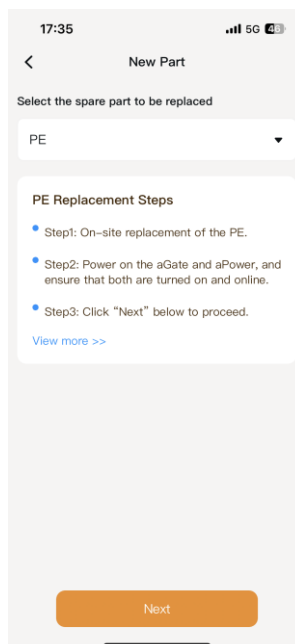 17:35
5G 46
New Part
Select the spare part to be replaced
PE
PE Replacement Steps
Step1: On-site replacement of the PE.
Step2: Power on the aGate and aPower, and
ensure that both are turned on and online.
Step3: Click “Next” below to proceed.
View more >>
Next